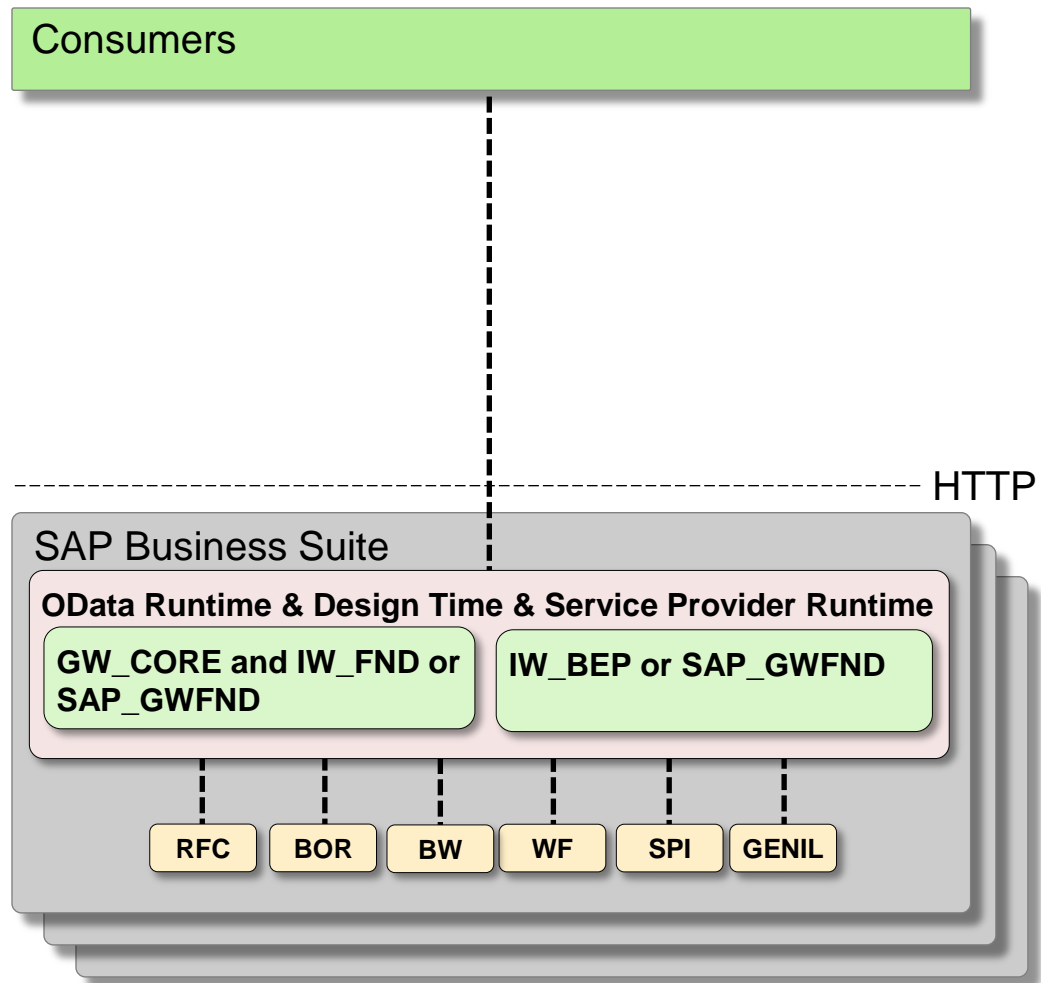 Consumers
HTTP
SAP Business Suite
OData Runtime & Design Time & Service Provider Runtime
GW_CORE and IW_FND or
SAP_GWFND
IW_BEP or SAP_GWFND
RFC
BOR
BW
WF
SPI
GENIL